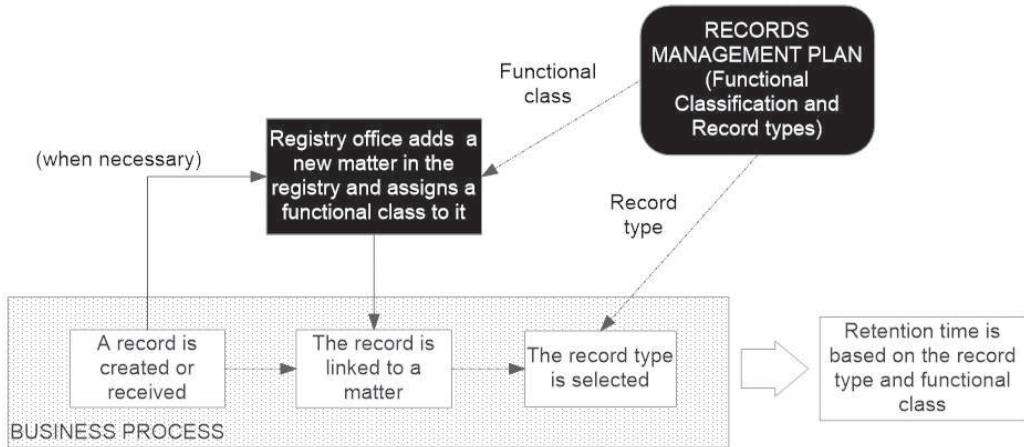 RECORDS
MANAGEMENT PLAN
(Functional
Classification and
Record types)
Functional
class
Registry office adds a
new matter in the
registry and assigns a
functional class to it
(when necessary)
Record
type
A record is
created or
received
The record is
linked to a
matter
The record type
is selected
Retention time is
based on the record
type and functional
class
BUSINESS PROCESS